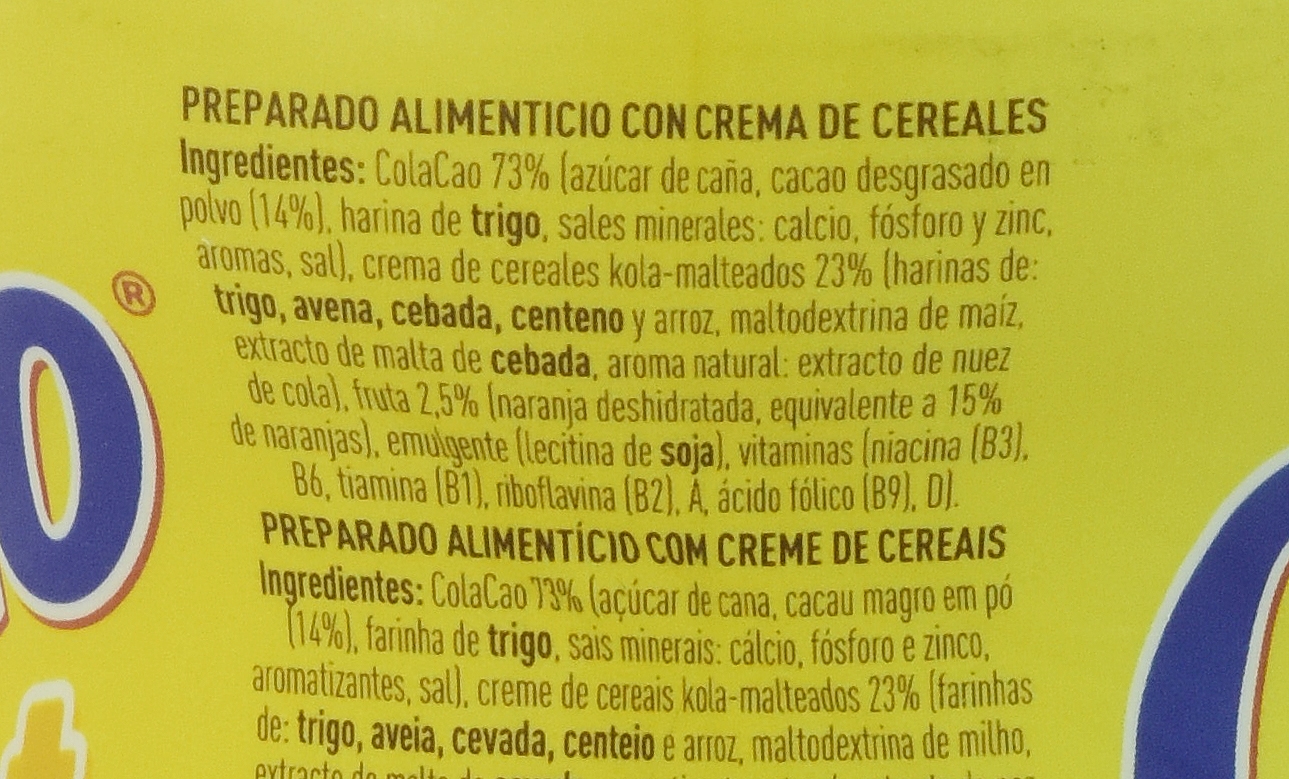 PREPARADO ALIMENTICIO CON CREMA DE CEREALES
Ingredientes: ColaCao 73% (azúcar de caña, cacao desgrasado en
polvo (14%), harina de trigo, sales minerales: calcio, fósforo y zinc,
aromas, sal), crema de cereales kola-malteados 23% (harinas de:
trigo, avena, cebada, centeno y arroz, maltodextrina de maíz,
extracto de malta de cebada, aroma natural: extracto de nuez
de cola), fruta 2,5% (naranja deshidratada, equivalente a 15%
de naranjas), emulgente (lecitina de soja), vitaminas (niacina (B3),
B6, tiamina (B1), riboflavina (B2), A, ácido fólico (B9), D).
PREPARADO ALIMENTÍCIO COM CREME DE CEREAIS
Ingredientes: ColaCao 73% (açúcar de cana, cacau magro em pó
(14%), farinha de trigo, sais minerais: cálcio, fósforo e zinco,
aromatizantes, sal), creme de cereais kola-malteados 23% (farinhas
de: trigo, aveia, cevada, centeio e arroz, maltodextrina de milho,
extracto de malte de